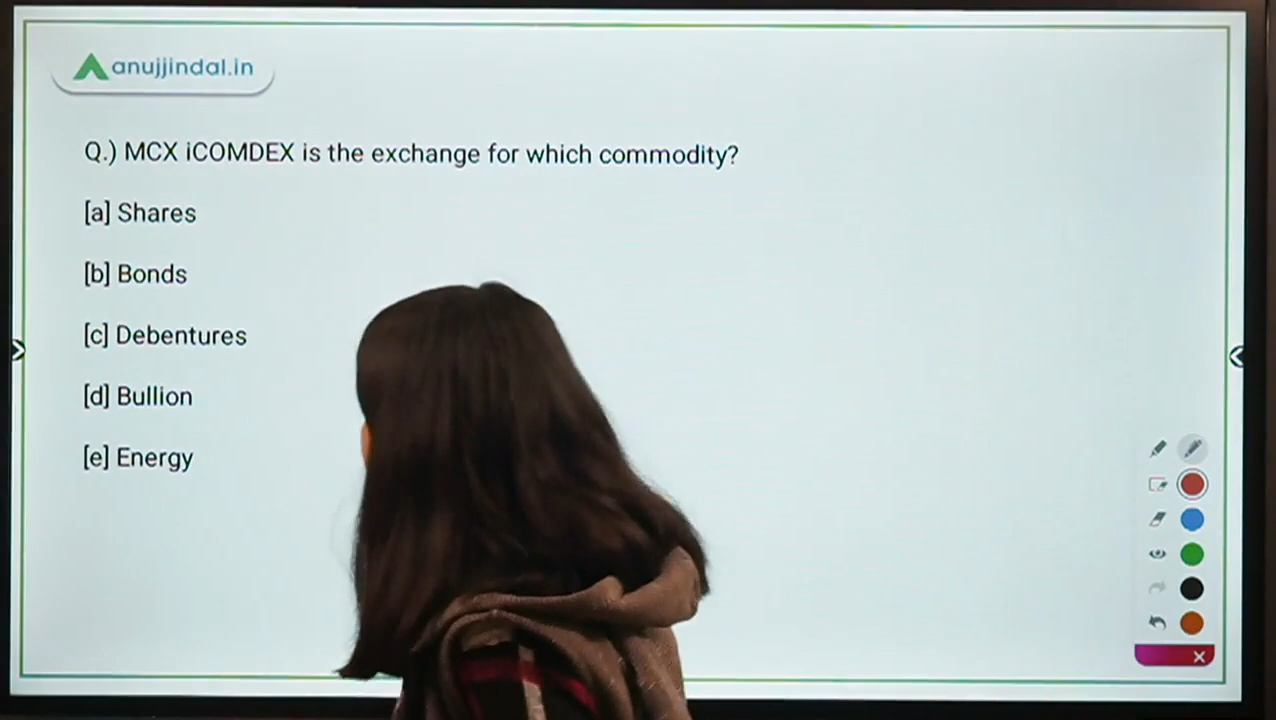 anujjindal.in
Q.) MCX iCOMDEX is the exchange for which commodity?
[a] Shares
[b] Bonds
[c] Debentures
[d] Bullion
[e] Energy